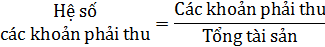 Hệ số
các khoản phải thu = Các khoản phải thu
Tổng tài sản